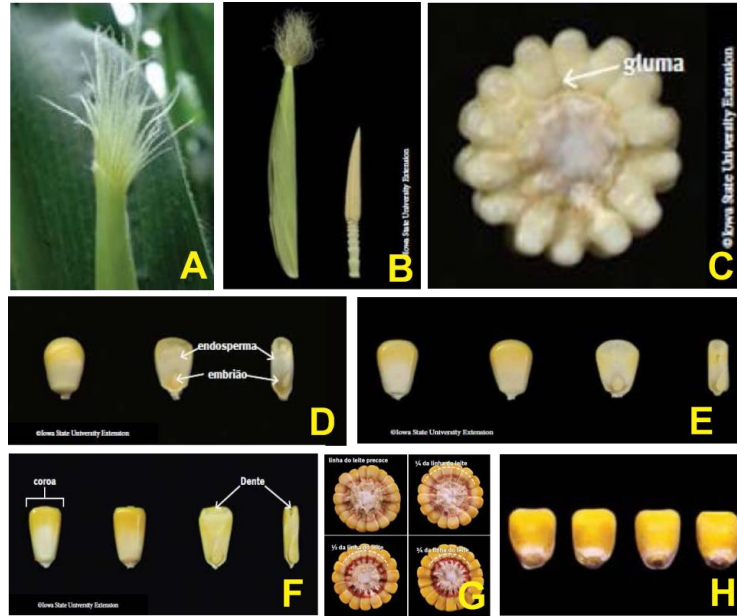 A
©Iowa State University Extension
B
gluma
©Iowa State University Extension
C
endosperma
embrião
©Iowa State University Extension
D
©Iowa State University Extension
E
coroa
Dente
©Iowa State University Extension
F
linha do leite precoce
¼ da linha do leite
½ da linha do leite
¾ da linha do leite
G
H